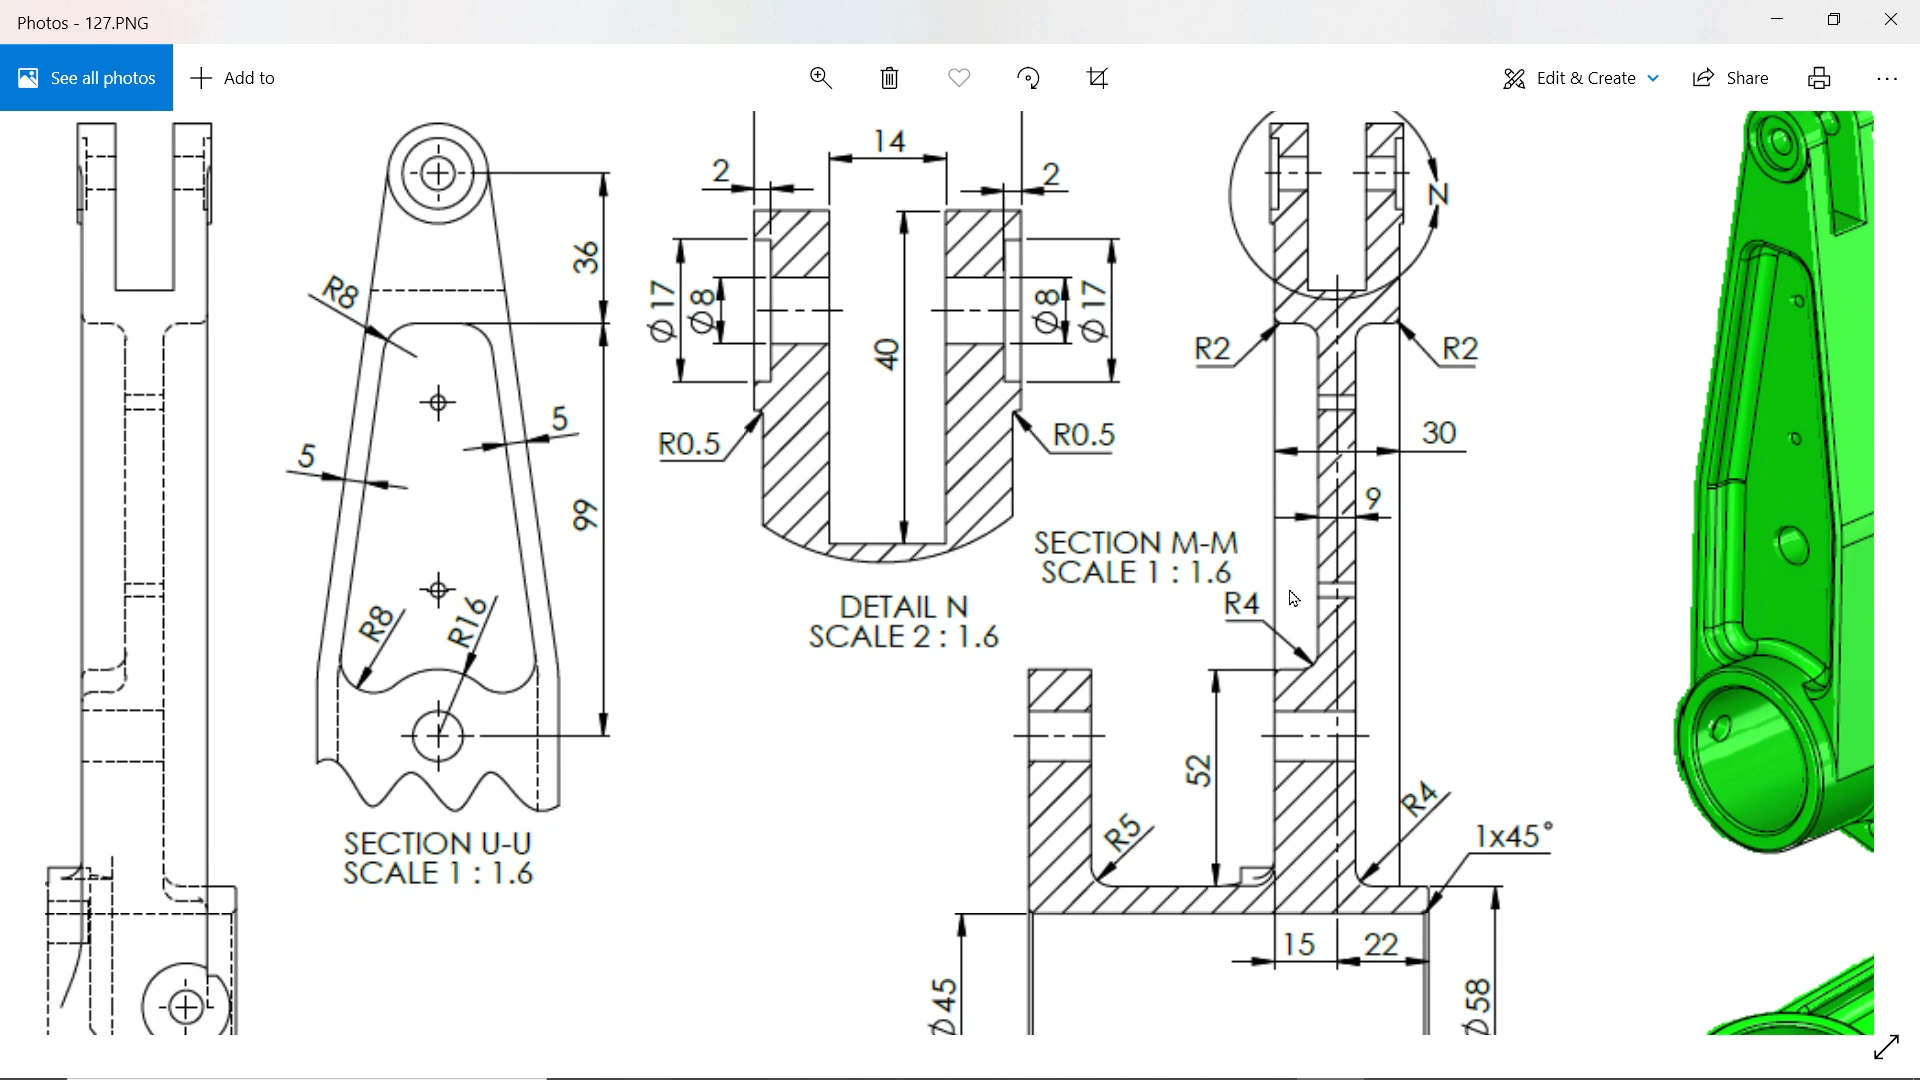 Photos - 127.PNG
See all photos
Add to
Edit & Create
Share
14
2
2
N
36
R8
Ø17
Ø8
Ø8
Ø17
40
R2
R2
5
5
R0.5
R0.5
30
9
99
SECTION M-M
SCALE 1 : 1.6
R4
DETAIL N
SCALE 2 : 1.6
R8
R16
52
R4
R5
1x45°
SECTION U-U
SCALE 1 : 1.6
15
22
Ø45
Ø58